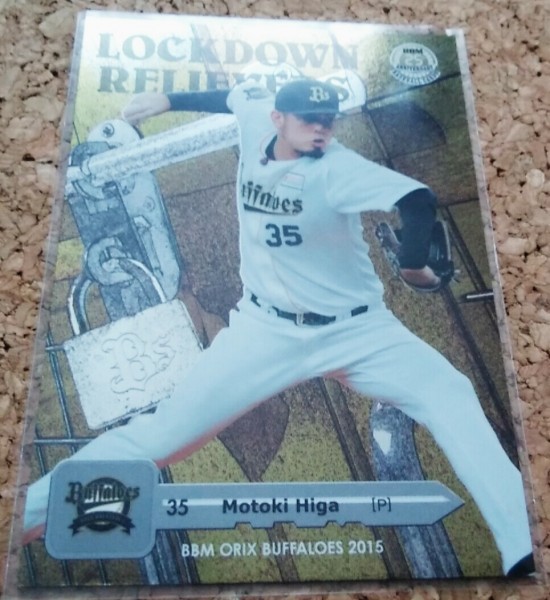 LOCKDOWN
RELIEVERS
BBM
Bs
Buffaloes
35
Bs
Buffaloes
35 Motoki Higa [P]
BBM ORIX BUFFALOES 2015